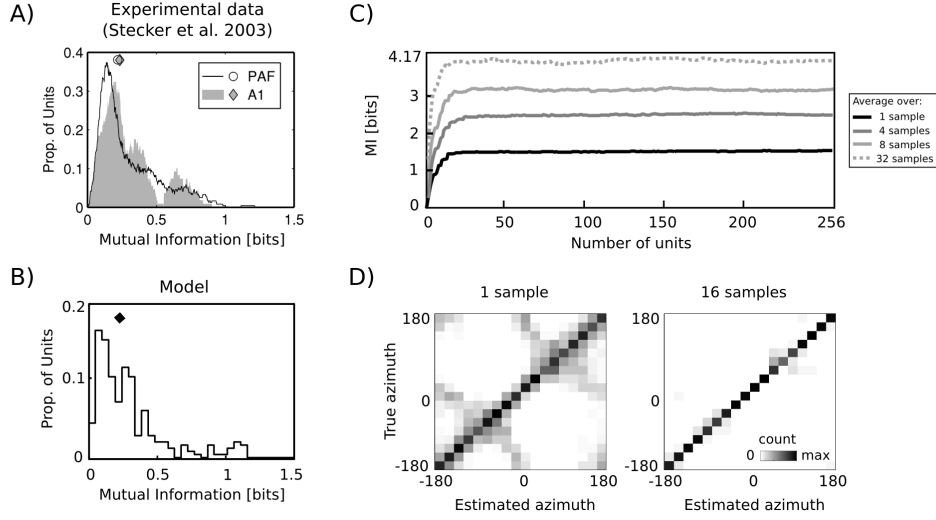 A)
Experimental data
(Stecker et al. 2003)
Prop. of Units
0.4
0.3
0.2
0.1
0
PAF
A1
0 0.5 1.0 1.5
Mutual Information [bits]
B)
Model
Prop. of Units
0.2
0.1
0
0 0.5 1.0 1.5
Mutual Information [bits]
C)
MI [bits]
4.17
3
2
1
0
0 50 100 150 200 256
Number of units
Average over:
1 sample
4 samples
8 samples
32 samples
D)
1 sample
16 samples
True azimuth
180
0
-180
-180 0 180
Estimated azimuth
180
0
-180
count
0 max
-180 0 180
Estimated azimuth